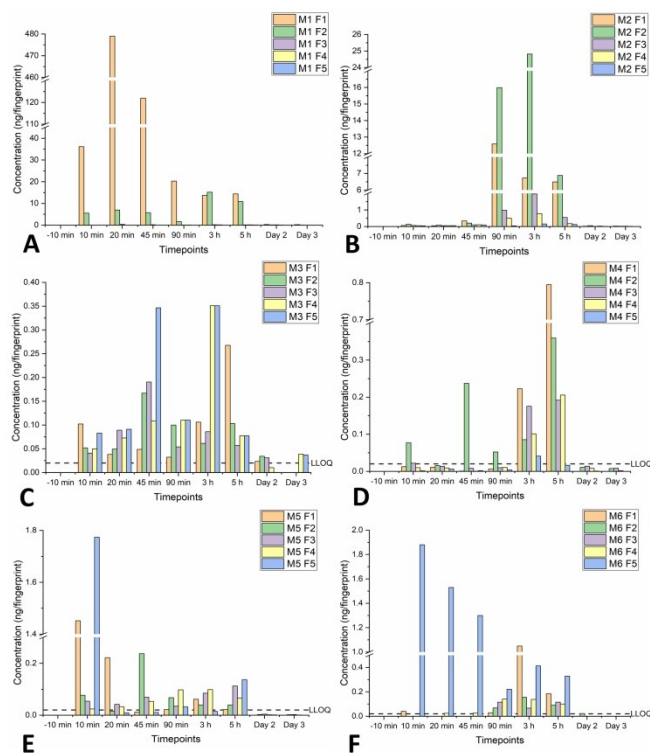 M1 F1
M1 F2
M1 F3
M1 F4
M1 F5
480
470
460
120
110
40
30
20
10
0
Concentration (ng/fingerprint)
-10 min 10 min 20 min 45 min 90 min 3 h 5 h Day 2 Day 3
Timepoints
A
M2 F1
M2 F2
M2 F3
M2 F4
M2 F5
26
25
24
17
16
15
14
13
12
6
4
2
1
0
Concentration (ng/fingerprint)
-10 min 10 min 20 min 45 min 90 min 3 h 5 h Day 2 Day 3
Timepoints
B
M3 F1
M3 F2
M3 F3
M3 F4
M3 F5
0.40
0.35
0.30
0.25
0.20
0.15
0.10
0.05
0.00
Concentration (ng/fingerprint)
LLOQ
-10 min 10 min 20 min 45 min 90 min 3 h 5 h Day 2 Day 3
Timepoints
C
M4 F1
M4 F2
M4 F3
M4 F4
M4 F5
0.8
0.7
0.3
0.2
0.1
0.0
Concentration (ng/fingerprint)
LLOQ
-10 min 10 min 20 min 45 min 90 min 3 h 5 h Day 2 Day 3
Timepoints
D
M5 F1
M5 F2
M5 F3
M5 F4
M5 F5
1.8
1.6
1.4
0.2
0.0
Concentration (ng/fingerprint)
LLOQ
-10 min 10 min 20 min 45 min 90 min 3 h 5 h Day 2 Day 3
Timepoints
E
M6 F1
M6 F2
M6 F3
M6 F4
M6 F5
2.0
1.8
1.6
1.4
1.2
1.0
0.4
0.2
0.0
Concentration (ng/fingerprint)
LLOQ
-10 min 10 min 20 min 45 min 90 min 3 h 5 h Day 2 Day 3
Timepoints
F